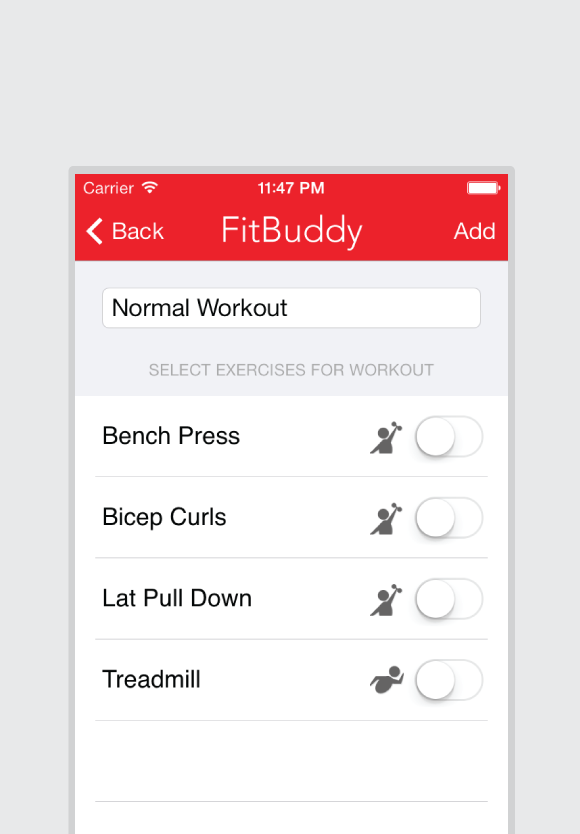 Carrier 11:47 PM
Back FitBuddy Add
Normal Workout
SELECT EXERCISES FOR WORKOUT
Bench Press
Bicep Curls
Lat Pull Down
Treadmill